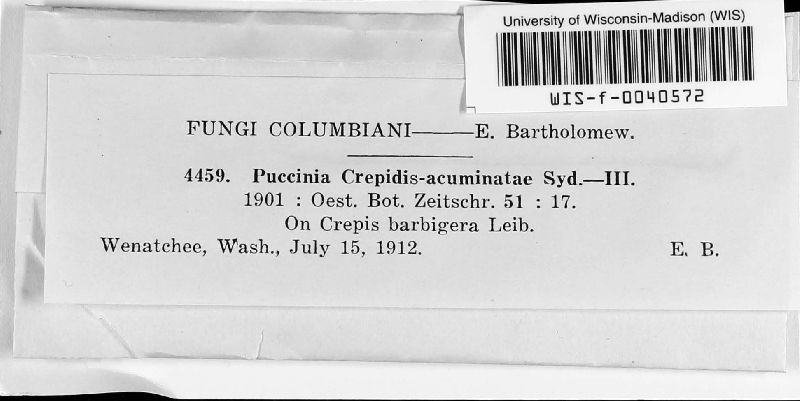 University of Wisconsin-Madison (WIS)
WIS-f-0040572
FUNGI COLUMBIANI——E. Bartholomew.
4459. Puccinia Crepidis-acuminatae Syd.—III.
1901 : Oest. Bot. Zeitschr. 51 : 17.
On Crepis barbigera Leib.
Wenatchee, Wash., July 15, 1912. E. B.